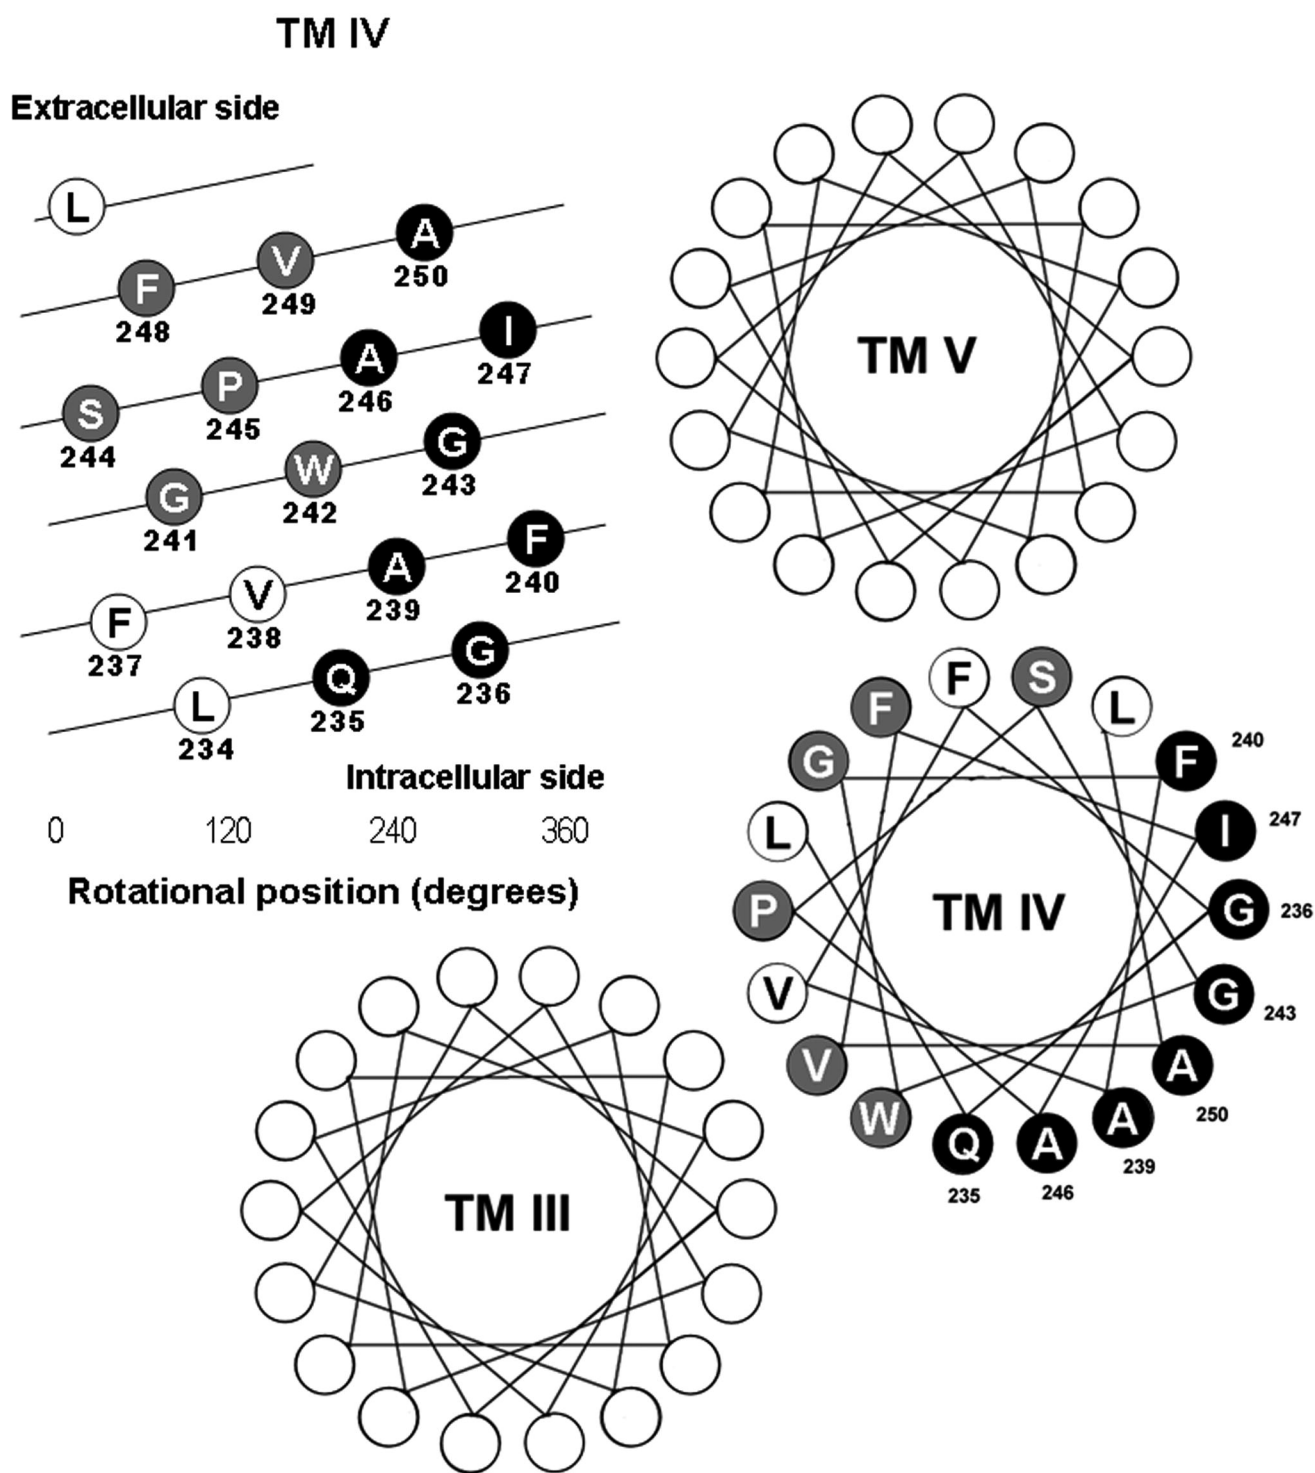 TM IV
Extracellular side
L
F V A
248 249 250
S P A I
244 245 246 247
G W G
241 242 243
F V A F
237 238 239 240
L Q G
234 235 236
Intracellular side
0 120 240 360
Rotational position (degrees)
TM V
F S L
F F 240
G I 247
L G 236
P TM IV G 243
V A 250
V A 239
W Q A
235 246
TM III